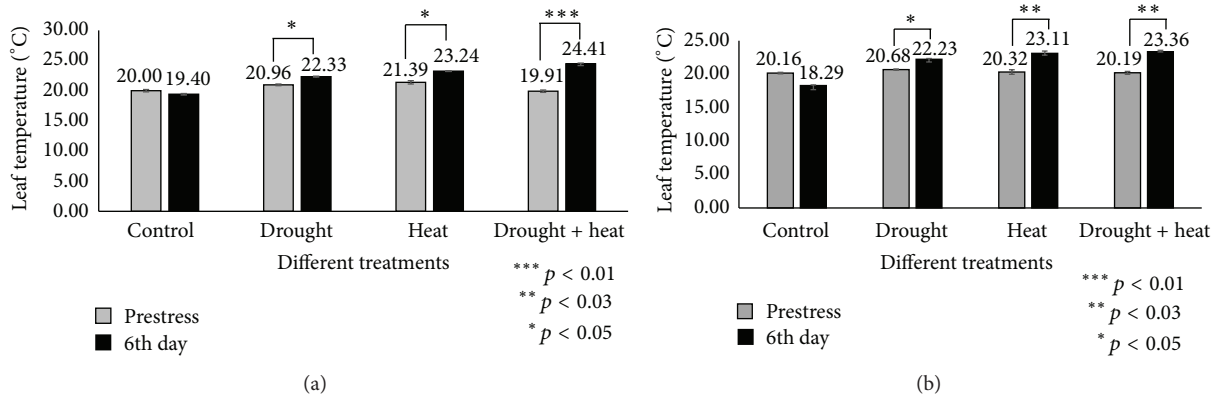 30.00
25.00
20.00
15.00
10.00
5.00
0.00
Leaf temperature (°C)
20.00 19.40
20.96 22.33
21.39 23.24
19.91 24.41
*
*
***
Control Drought Heat Drought + heat
Different treatments
Prestress
6th day
*** p < 0.01
** p < 0.03
* p < 0.05
(a)
25.00
20.00
15.00
10.00
5.00
0.00
Leaf temperature (°C)
20.16 18.29
20.68 22.23
20.32 23.11
20.19 23.36
*
**
**
Control Drought Heat Drought + heat
Different treatments
Prestress
6th day
*** p < 0.01
** p < 0.03
* p < 0.05
(b)